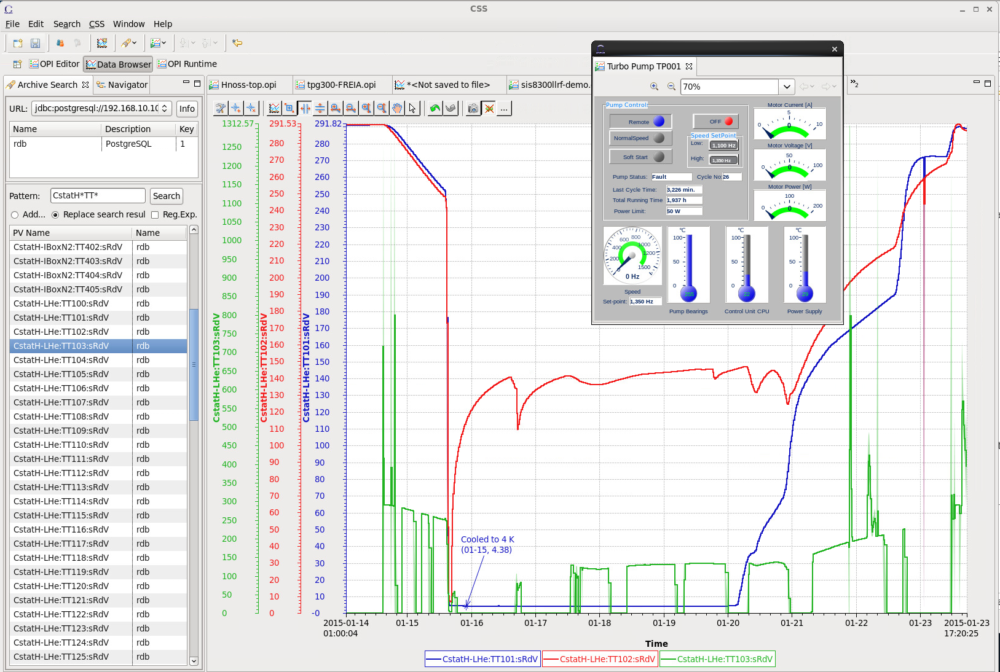 CSS
File Edit Search CSS Window Help
OPI Editor Data Browser OPI Runtime
Archive Search Navigator
URL: jdbc:postgresql://192.168.10.10 Info
Name Description Key
rdb PostgreSQL 1
Pattern: CstatH*TT* Search
Add... Replace search resul Reg.Exp.
PV Name Name
CstatH-IBoxN2:TT402:sRdV rdb
CstatH-IBoxN2:TT403:sRdV rdb
CstatH-IBoxN2:TT404:sRdV rdb
CstatH-IBoxN2:TT405:sRdV rdb
CstatH-LHe:TT100:sRdV rdb
CstatH-LHe:TT101:sRdV rdb
CstatH-LHe:TT102:sRdV rdb
CstatH-LHe:TT103:sRdV rdb
CstatH-LHe:TT104:sRdV rdb
CstatH-LHe:TT105:sRdV rdb
CstatH-LHe:TT106:sRdV rdb
CstatH-LHe:TT107:sRdV rdb
CstatH-LHe:TT108:sRdV rdb
CstatH-LHe:TT109:sRdV rdb
CstatH-LHe:TT110:sRdV rdb
CstatH-LHe:TT111:sRdV rdb
CstatH-LHe:TT112:sRdV rdb
CstatH-LHe:TT113:sRdV rdb
CstatH-LHe:TT114:sRdV rdb
CstatH-LHe:TT115:sRdV rdb
CstatH-LHe:TT116:sRdV rdb
CstatH-LHe:TT117:sRdV rdb
CstatH-LHe:TT118:sRdV rdb
CstatH-LHe:TT119:sRdV rdb
CstatH-LHe:TT120:sRdV rdb
CstatH-LHe:TT121:sRdV rdb
CstatH-LHe:TT122:sRdV rdb
CstatH-LHe:TT123:sRdV rdb
CstatH-LHe:TT124:sRdV rdb
CstatH-LHe:TT125:sRdV rdb
Hnoss-top.opi tpg300-FREIA.opi *<Not saved to file> sis8300llrf-demo. »2
...
CstatH-LHe:TT103:sRdV
1312.57
1250
1200
1150
1100
1050
1000
950
900
850
800
750
700
650
600
550
500
450
400
350
300
250
200
150
100
50
0
CstatH-LHe:TT102:sRdV
291.53
280
270
260
250
240
230
220
210
200
190
180
170
160
150
140
130
120
110
100
90
80
70
60
50
40
30
20
10
0
CstatH-LHe:TT101:sRdV
291.82
280
270
260
250
240
230
220
210
200
190
180
170
160
150
140
130
120
110
100
90
80
70
60
50
40
30
20
10
-0
Cooled to 4 K
(01-15, 4.38)
2015-01-14 01-15 01-16 01-17 01-18 01-19 01-20 01-21 01-22 01-23 2015-01-23
01:00:04 17:20:25
Time
CstatH-LHe:TT101:sRdV CstatH-LHe:TT102:sRdV CstatH-LHe:TT103:sRdV
Turbo Pump TP001
70%
Pump Controls
Remote OFF
NormalSpeed
Soft Start
Speed SetPoint
Low: 1,100 Hz
High: 1,350 Hz
Pump Status: Fault Cycle No: 26
Last Cycle Time: 3,226 min.
Total Running Time 1,937 h
Power Limit: 50 W
Motor Current [A]
0 5 10
0
Motor Voltage [V]
0 50 100
0
Motor Power [W]
0 100 200
0
0 200 400 600 800 1000 1200 1500
0 Hz
Speed
Set-point: 1,350 Hz
°C
100
50
0
255
Pump Bearings
°C
100
50
0
22
Control Unit CPU
°C
100
50
0
29
Power Supply